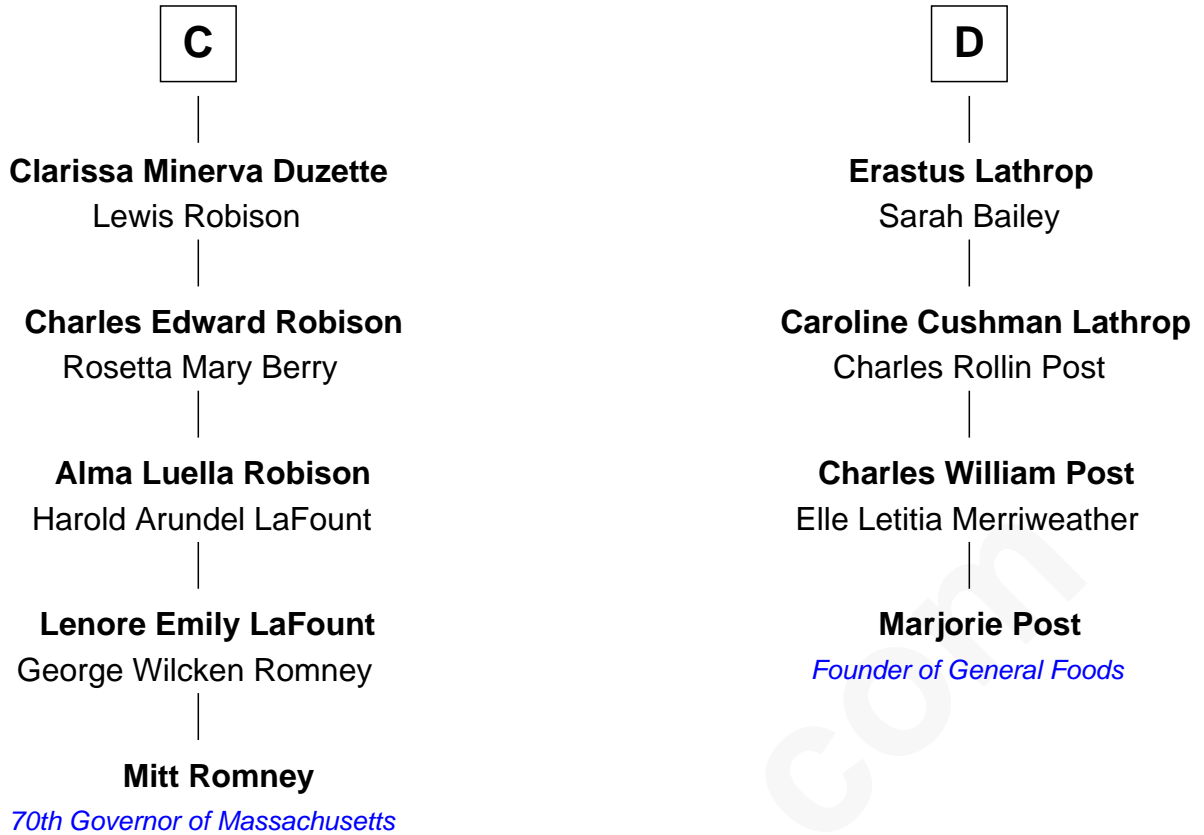 C
Clarissa Minerva Duzette
Lewis Robison
Charles Edward Robison
Rosetta Mary Berry
Alma Luella Robison
Harold Arundel LaFount
Lenore Emily LaFount
George Wilcken Romney
Mitt Romney
70th Governor of Massachusetts
D
Erastus Lathrop
Sarah Bailey
Caroline Cushman Lathrop
Charles Rollin Post
Charles William Post
Elle Letitia Merriweather
Marjorie Post
Founder of General Foods
com